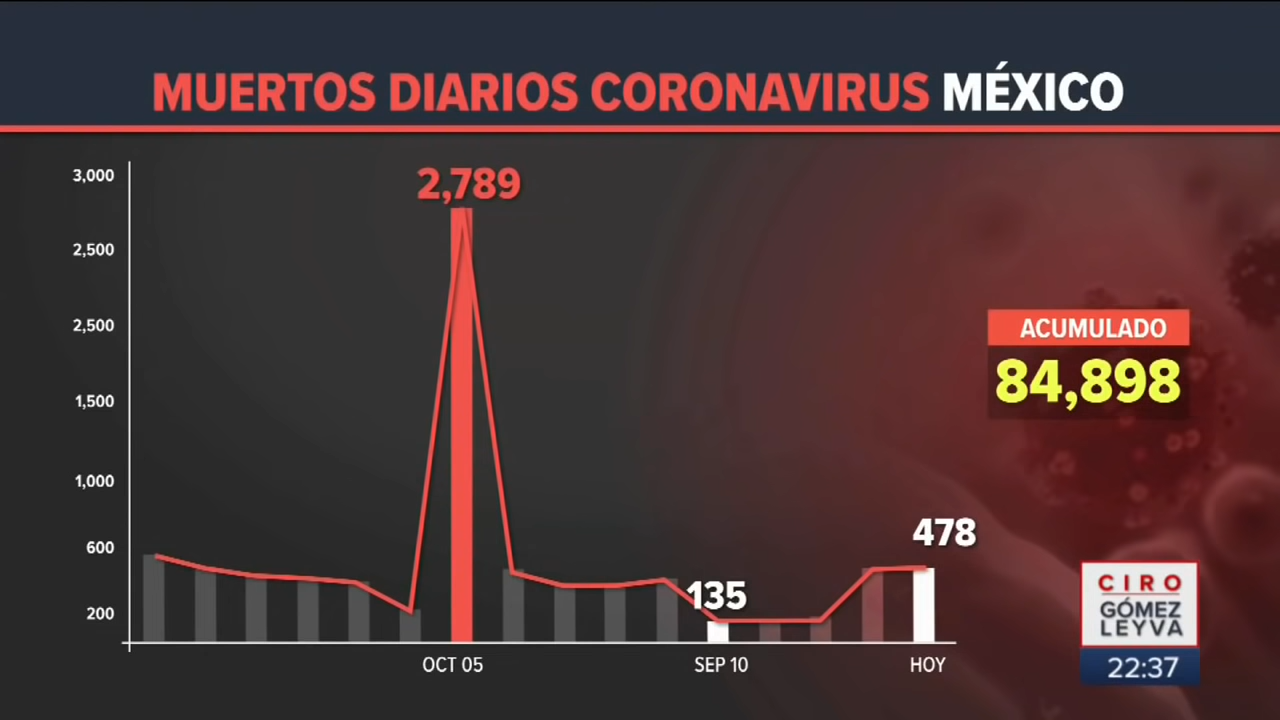 MUERTOS DIARIOS CORONAVIRUS MÉXICO
3,000
2,789
2,500
2,500
ACUMULADO
84,898
1,500
1,000
600
478
200
135
OCT 05
SEP 10
HOY
CIRO
GÓMEZ
LEYVA
22:37